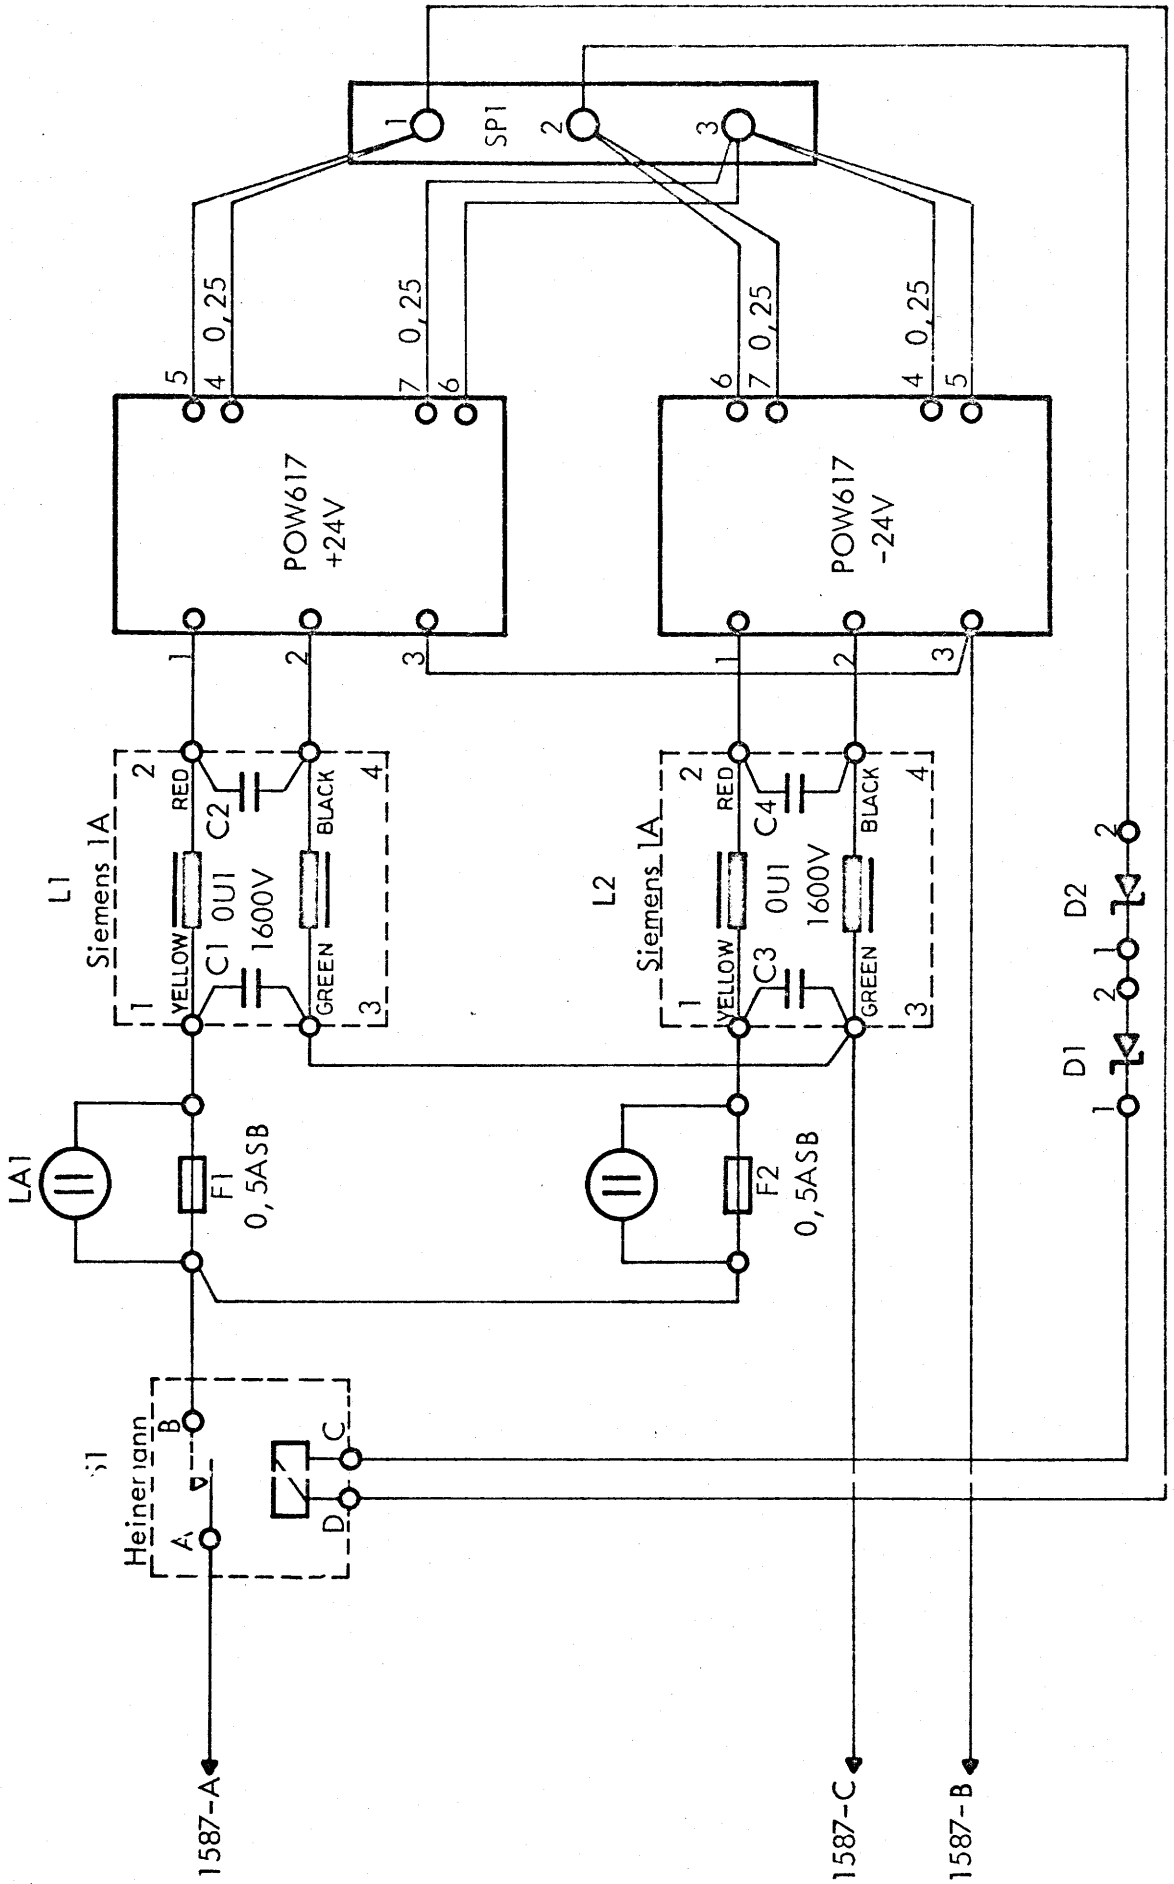 1587-A
1587-C
1587-B
Heinemann
A
B
C
D
LA1
F1
0,5ASB
F2
0,5ASB
L1
Siemens 1A
1
2
3
4
YELLOW
RED
GREEN
BLACK
C1
C2
0U1
1600V
L2
Siemens 1A
1
2
3
4
YELLOW
RED
GREEN
BLACK
C3
C4
0U1
1600V
1
2
3
POW617
+24V
5
4
0,25
7
6
0,25
1
2
3
POW617
-24V
6
7
0,25
4
5
0,25
1
2
3
SP1
D1
1
2
D2
1
2